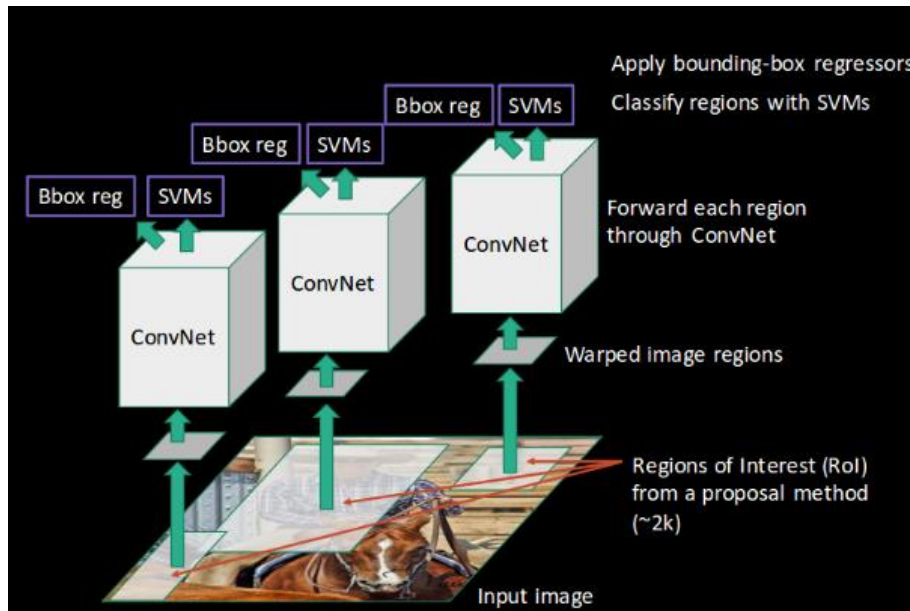 Apply bounding-box regressors
Bbox reg SVMs
Classify regions with SVMs
Bbox reg SVMs
Bbox reg SVMs
Forward each region
through ConvNet
ConvNet
ConvNet
ConvNet
Warped image regions
Regions of Interest (RoI)
from a proposal method
(~2k)
Input image